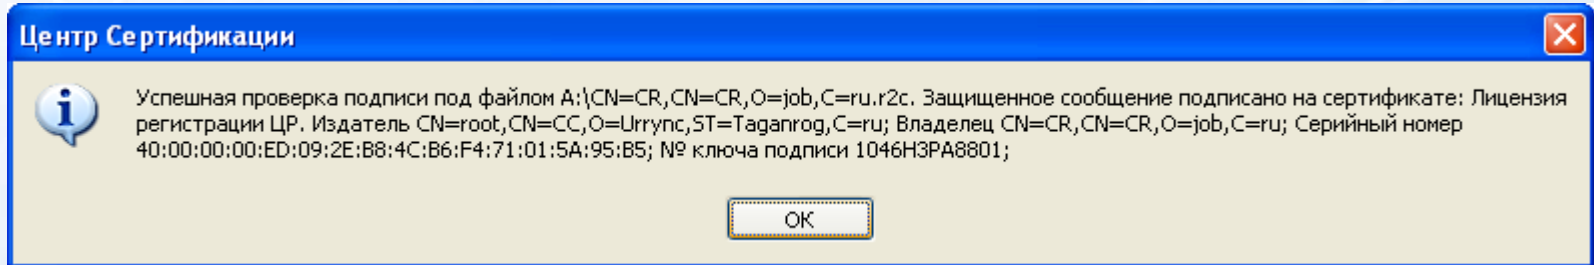 Центр Сертификации
Успешная проверка подписи под файлом A:\CN=CR,CN=CR,O=job,C=ru.r2c. Защищенное сообщение подписано на сертификате: Лицензия
регистрации ЦР. Издатель CN=root,CN=CC,O=Urrync,ST=Taganrog,C=ru; Владелец CN=CR,CN=CR,O=job,C=ru; Серийный номер
40:00:00:00:ED:09:2E:B8:4C:B6:F4:71:01:5A:95:B5; № ключа подписи 1046НЗРА8801;
ОК